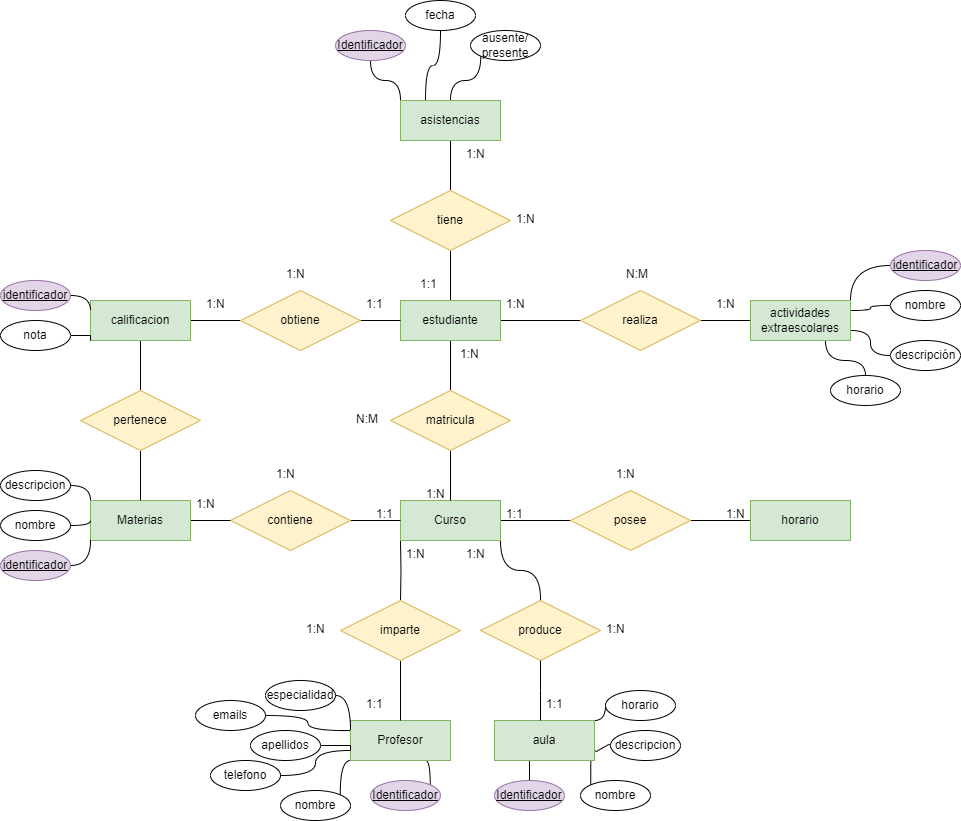 fecha
Identificador
ausente/
presente
asistencias
1:N
tiene
1:N
1:1
1:N
N:M
identificador
identificador
nombre
1:N
1:1
1:N
1:N
calificacion
obtiene
estudiante
realiza
actividades
extraescolares
nota
descripción
1:N
horario
pertenece
N:M
matricula
descripcion
1:N
1:N
1:N
1:N
nombre
Materias
1:1
1:1
1:N
contiene
Curso
posee
horario
identificador
1:N
1:N
1:N
imparte
produce
1:N
especialidad
1:1
1:1
horario
emails
apellidos
Profesor
aula
descripcion
telefono
nombre
Identificador
Identificador
nombre